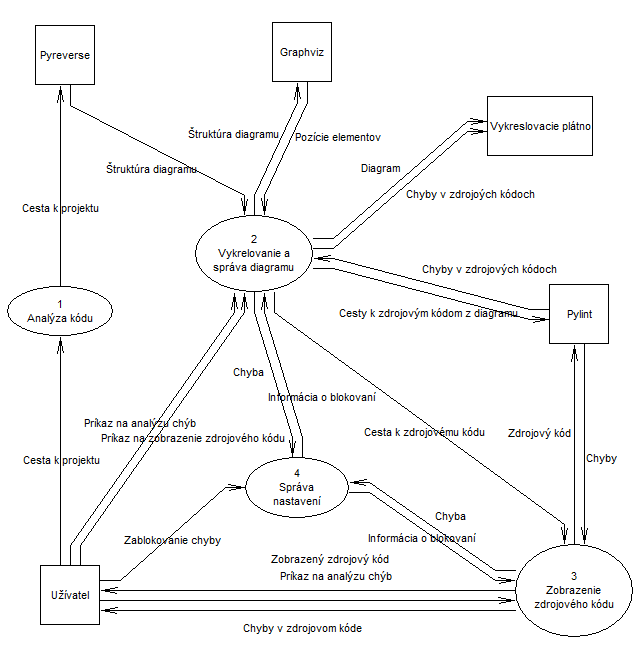 Graphviz
Pyreverse
Vykreslovacie plátno
Štruktúra diagramu
Pozície elementov
Štruktúra diagramu
Diagram
Chyby v zdrojoých kódoch
Cesta k projektu
2
Vykrelovanie a
správa diagramu
Chyby v zdrojových kódoch
1
Analýza kódu
Cesty k zdrojovým kódom z diagramu
Pylint
Chyba
Informácia o blokovaní
Príkaz na analýzu chýb
Príkaz na zobrazenie zdrojového kódu
Cesta k zdrojovému kódu
Zdrojový kód
Cesta k projektu
Chyby
4
Správa
nastavení
Chyba
Zablokovanie chyby
Informácia o blokovaní
Zobrazený zdrojový kód
Príkaz na analýzu chýb
3
Zobrazenie
zdrojového kódu
Užívatel
Chyby v zdrojovom kóde